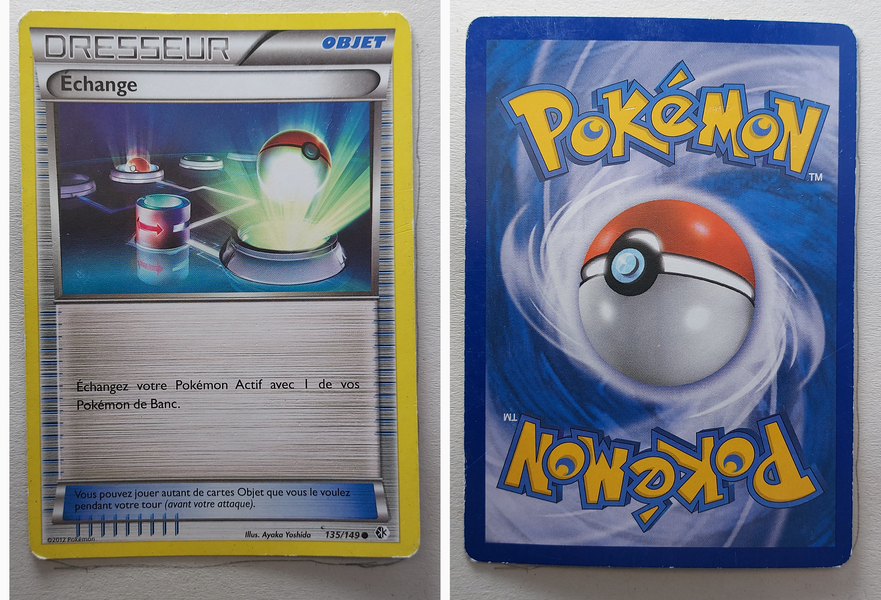 DRESSEUR
OBJET
Échange
Échangez votre Pokémon Actif avec 1 de vos
Pokémon de Banc.
Vous pouvez jouer autant de cartes Objet que vous le voulez
pendant votre tour (avant votre attaque).
©2012 Pokémon
Illus. Ayaka Yoshida
135/149
POKéMON
TM
POKéMON
TM